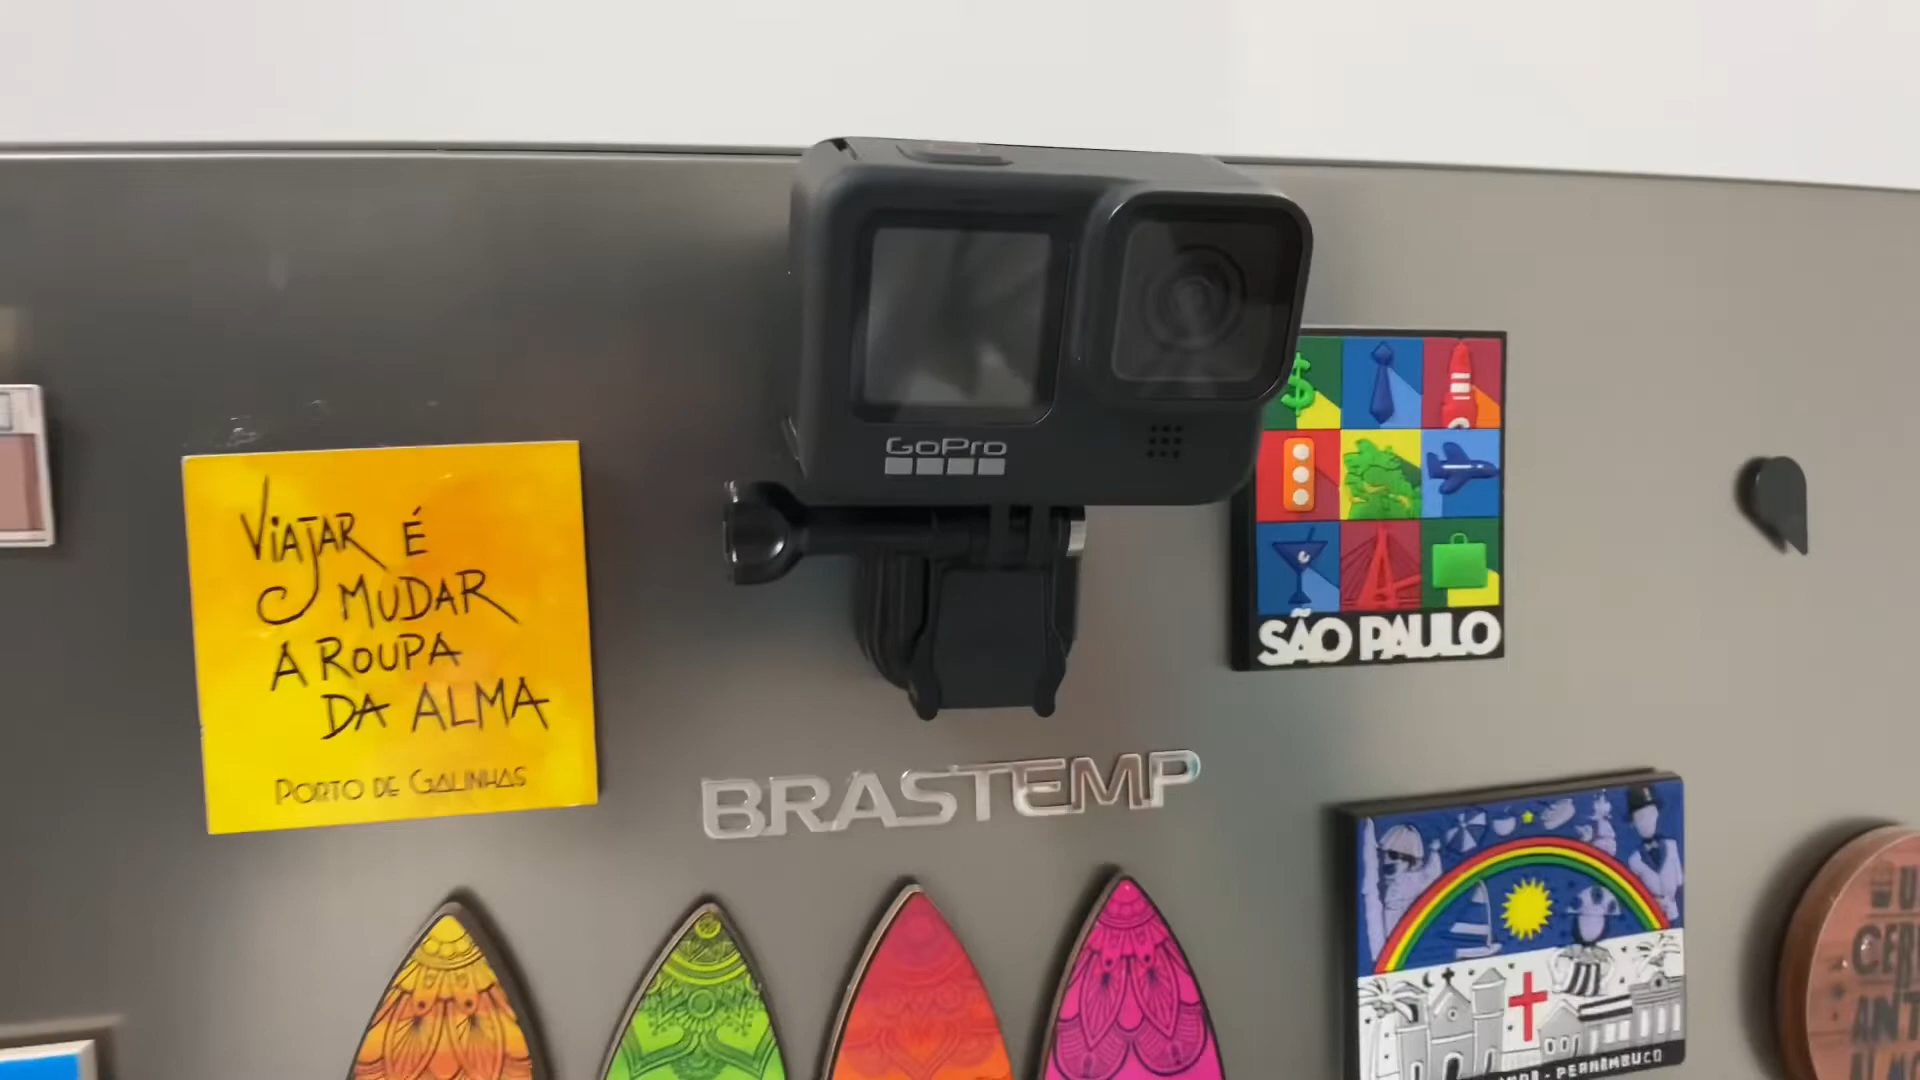 GoPro
VIAJAR É
MUDAR
A ROUPA
DA ALMA
PORTO DE GALINHAS
SÃO PAULO
BRASTEMP
- PERNAMBUCO